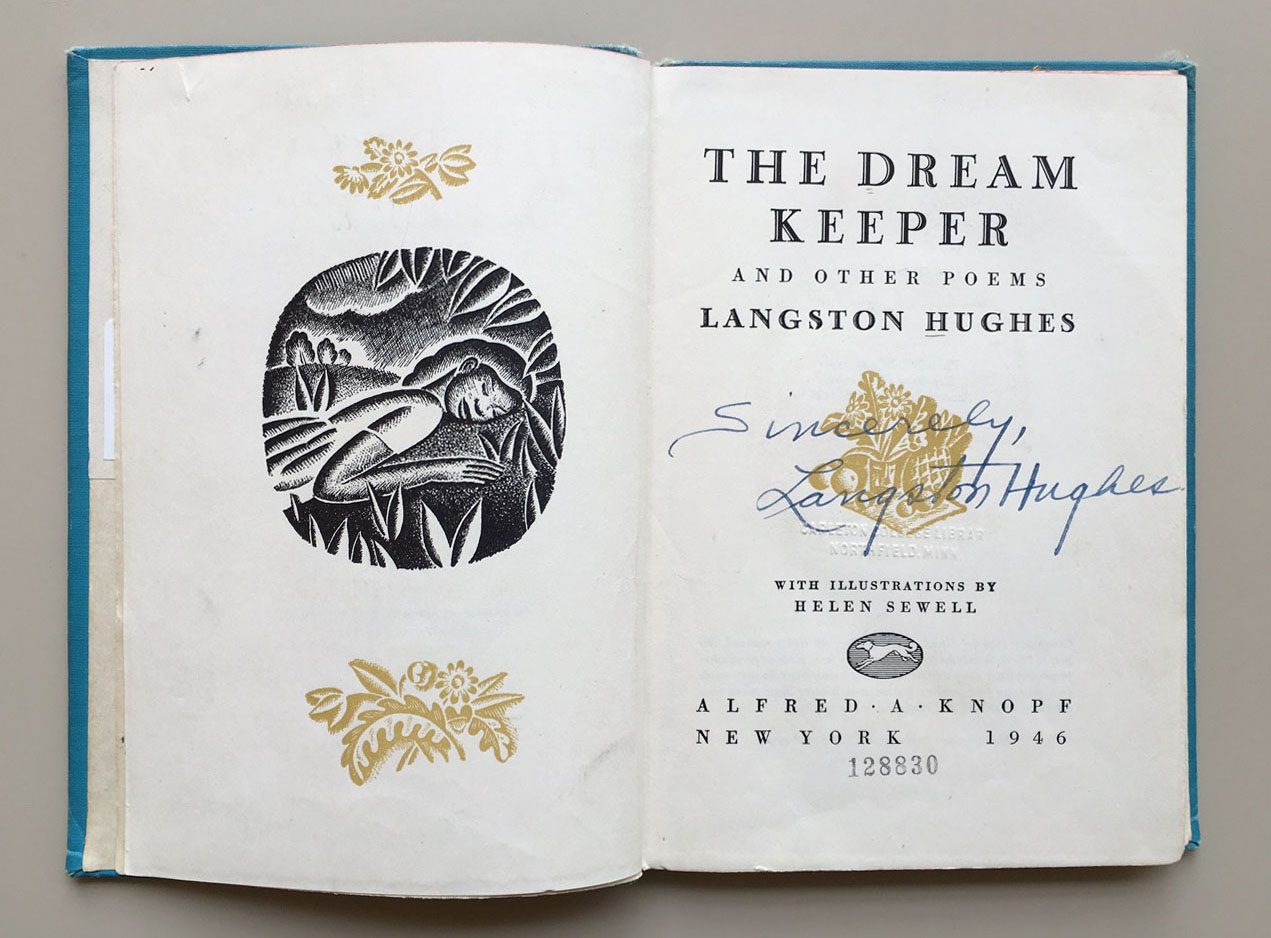 THE DREAM
KEEPER
AND OTHER POEMS
LANGSTON HUGHES
Sincerely,
Langston Hughes
CARLETON COLLEGE LIBRAR
NORTHFIELD, MINN
WITH ILLUSTRATIONS BY
HELEN SEWELL
ALFRED · A · KNOPF
NEW YORK 1946
128830